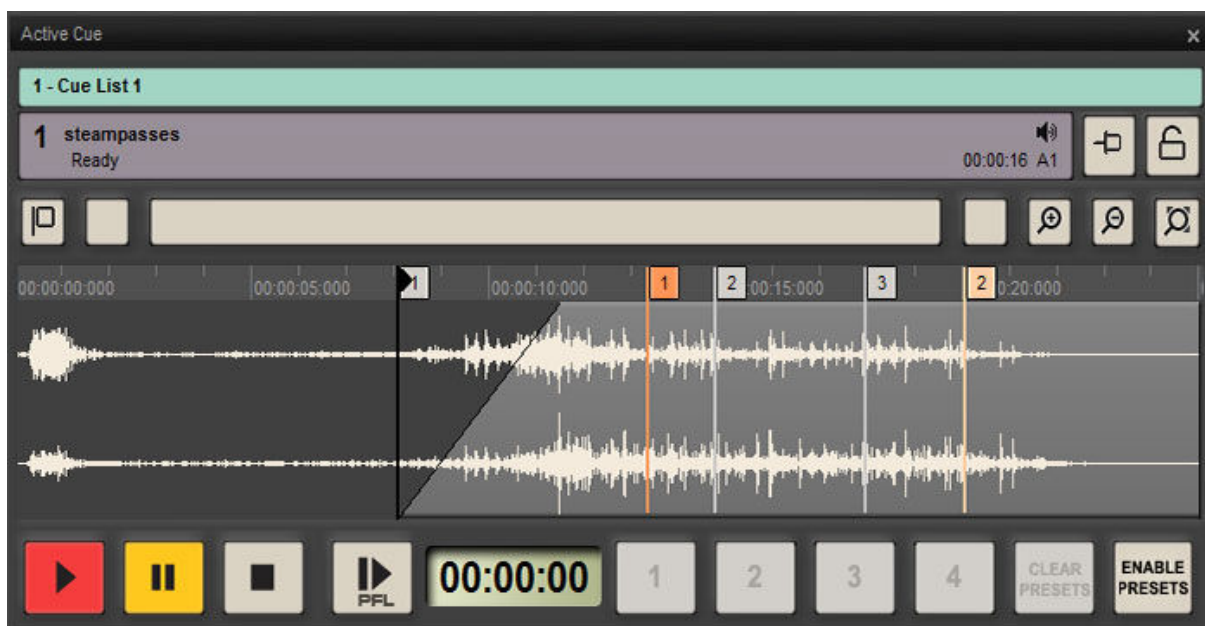 Active Cue
1 - Cue List 1
1 steampasses
Ready
00:00:16 A1
00:00:00:000 00:00:05:000 1 00:00:10:000 1 2 :00:15:000 3 2 0:20:000
PFL
00:00:00
1 2 3 4
CLEAR PRESETS
ENABLE PRESETS